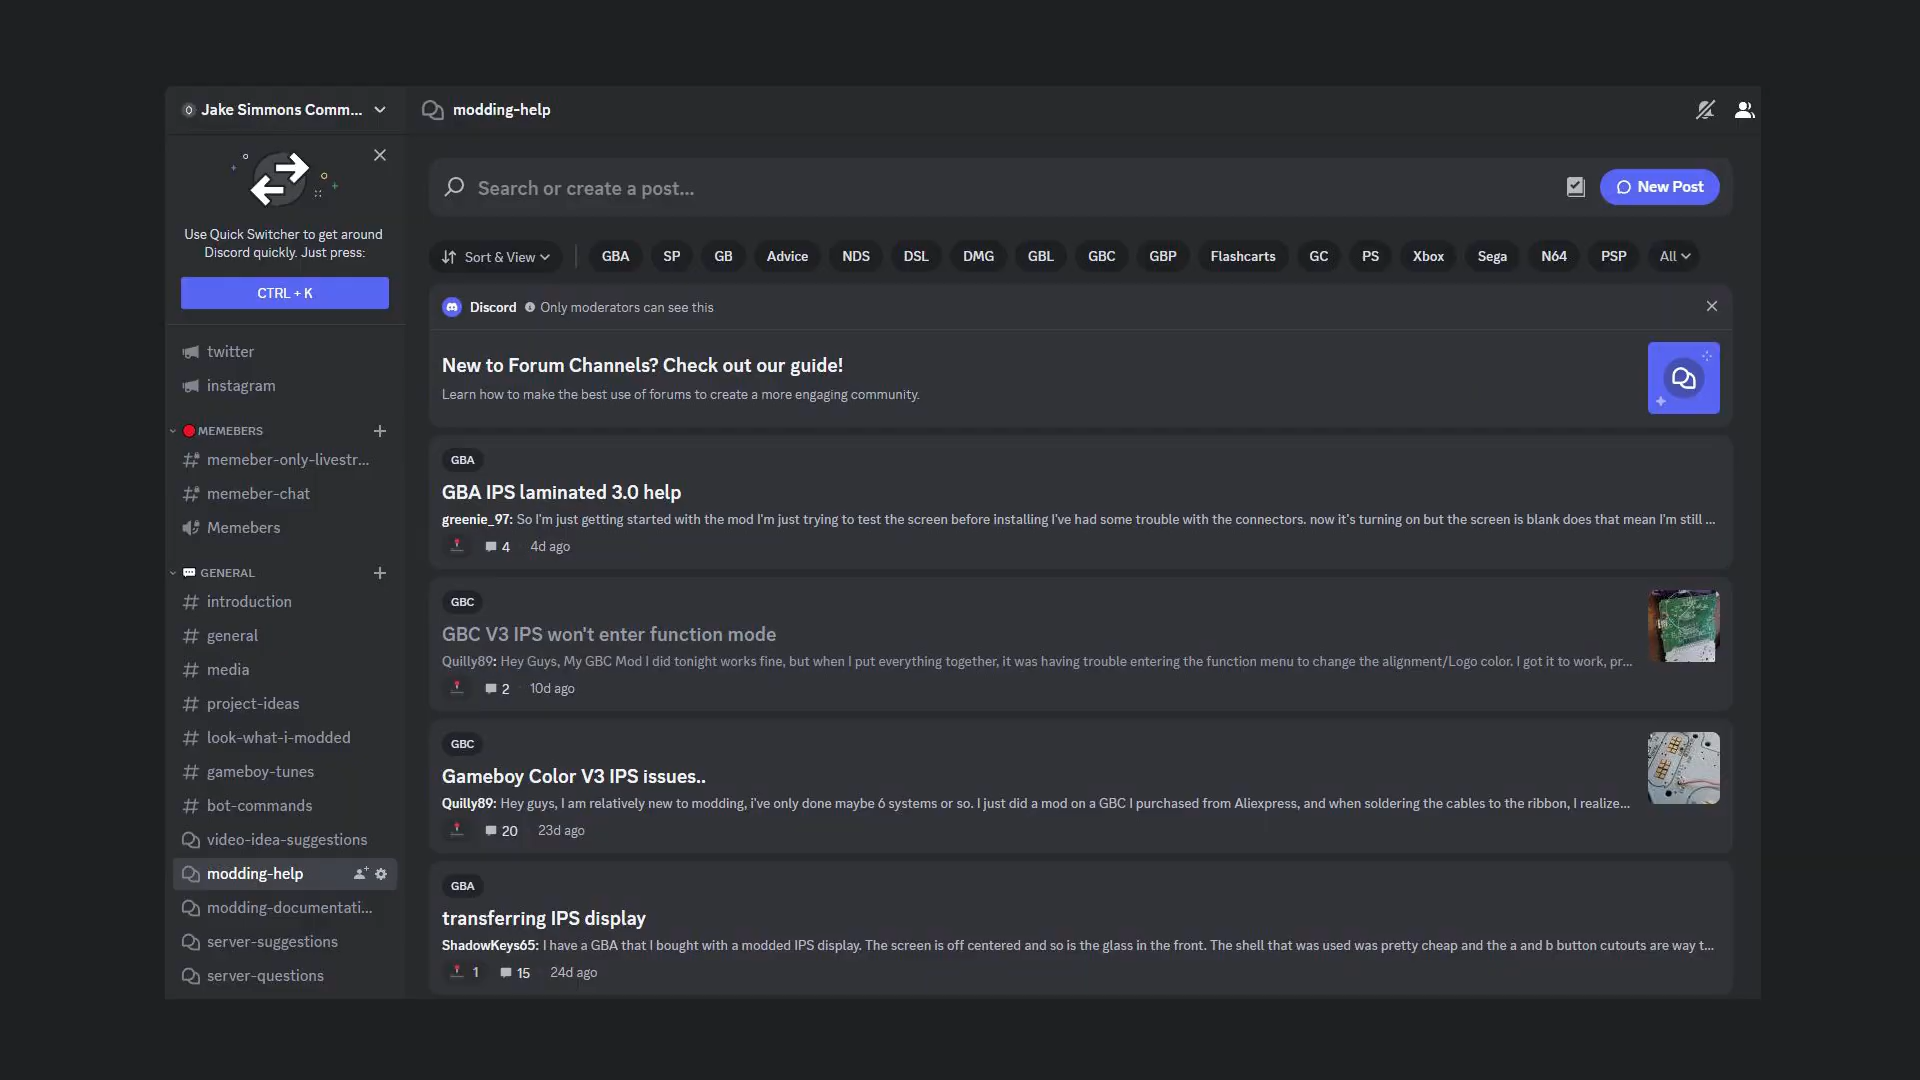 Jake Simmons Comm...
Use Quick Switcher to get around
Discord quickly. Just press:
CTRL + K
twitter
instagram
MEMEBERS
memeber-only-livestr...
memeber-chat
Memebers
GENERAL
introduction
general
media
project-ideas
look-what-i-modded
gameboy-tunes
bot-commands
video-idea-suggestions
modding-help
modding-documentati...
server-suggestions
server-questions
modding-help
Search or create a post...
New Post
Sort & View
GBA SP GB Advice NDS DSL DMG GBL GBC GBP Flashcarts GC PS Xbox Sega N64 PSP All
Discord Only moderators can see this
New to Forum Channels? Check out our guide!
Learn how to make the best use of forums to create a more engaging community.
GBA
GBA IPS laminated 3.0 help
greenie_97: So I'm just getting started with the mod I'm just trying to test the screen before installing I've had some trouble with the connectors. now it's turning on but the screen is blank does that mean I'm still ...
4 4d ago
GBC
GBC V3 IPS won't enter function mode
Quilly89: Hey Guys, My GBC Mod I did tonight works fine, but when I put everything together, it was having trouble entering the function menu to change the alignment/Logo color. I got it to work, pr...
2 10d ago
GBC
Gameboy Color V3 IPS issues..
Quilly89: Hey guys, I am relatively new to modding, i've only done maybe 6 systems or so. I just did a mod on a GBC I purchased from Aliexpress, and when soldering the cables to the ribbon, I realize...
20 23d ago
GBA
transferring IPS display
ShadowKeys65: I have a GBA that I bought with a modded IPS display. The screen is off centered and so is the glass in the front. The shell that was used was pretty cheap and the a and b button cutouts are way t...
1 15 24d ago